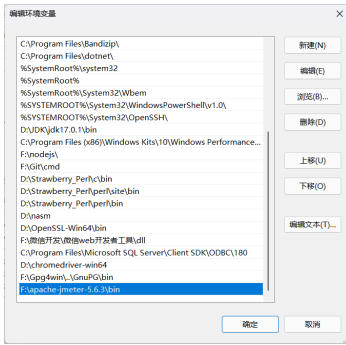 编辑环境变量
C:\Program Files\Bandizip\
C:\Program Files\dotnet\
%SystemRoot%\system32
%SystemRoot%
%SystemRoot%\System32\Wbem
%SYSTEMROOT%\System32\WindowsPowerShell\v1.0\
%SYSTEMROOT%\System32\OpenSSH\
D:\JDK\jdk17.0.1\bin
C:\Program Files (x86)\Windows Kits\10\Windows Performance...
F:\nodejs\
F:\Git\cmd
D:\Strawberry_Perl\c\bin
D:\Strawberry_Perl\perl\site\bin
D:\Strawberry_Perl\perl\bin
D:\nasm
D:\OpenSSL-Win64\bin
F:\微信开发\微信web开发者工具\dll
C:\Program Files\Microsoft SQL Server\Client SDK\ODBC\180
D:\chromedriver-win64
F:\Gpg4win\..\GnuPG\bin
F:\apache-jmeter-5.6.3\bin
新建(N)
编辑(E)
浏览(B)...
删除(D)
上移(U)
下移(O)
编辑文本(T)...
确定
取消